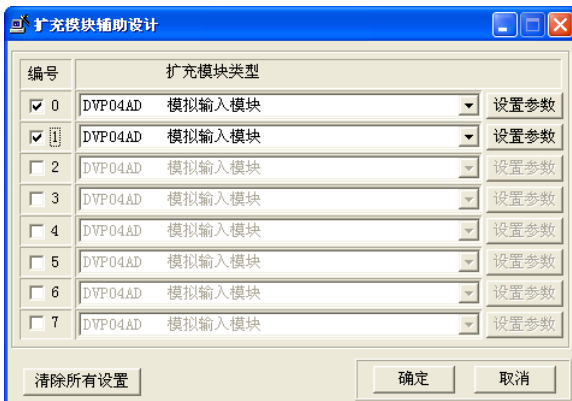 扩充模块辅助设计
编号 扩充模块类型
0 DVP04AD 模拟输入模块 设置参数
1 DVP04AD 模拟输入模块 设置参数
2 DVP04AD 模拟输入模块 设置参数
3 DVP04AD 模拟输入模块 设置参数
4 DVP04AD 模拟输入模块 设置参数
5 DVP04AD 模拟输入模块 设置参数
6 DVP04AD 模拟输入模块 设置参数
7 DVP04AD 模拟输入模块 设置参数
清除所有设置 确定 取消